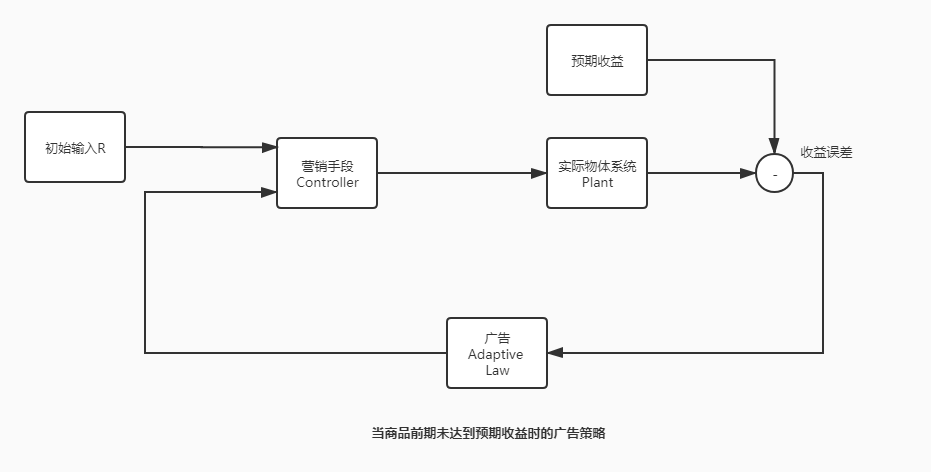 预期收益
初始输入R
营销手段
Controller
实际物体系统
Plant
-
收益误差
广告
Adaptive
Law
当商品前期未达到预期收益时的广告策略